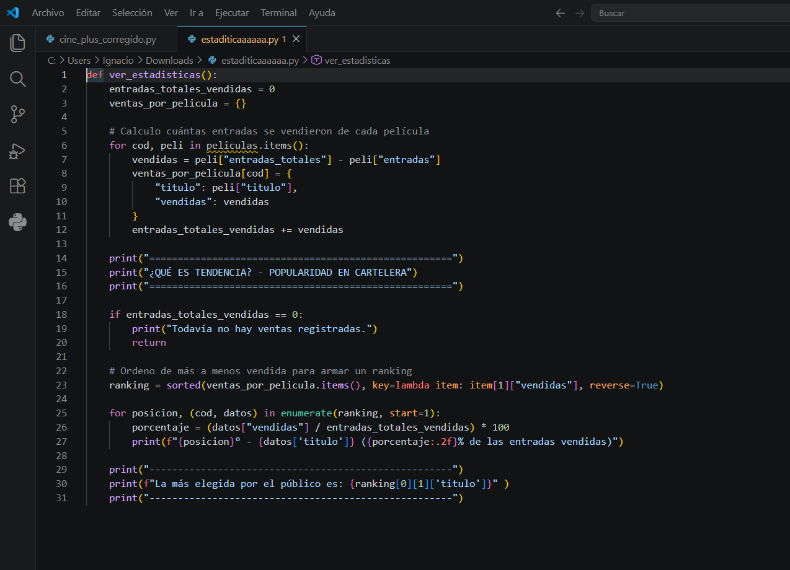 Archivo Editar Selección Ver Ir a Ejecutar Terminal Ayuda Buscar
cine_plus_corregido.py estaditicaaaaaa.py 1
C: > Users > Ignacio > Downloads > estaditicaaaaaa.py > ver_estadisticas
1 def ver_estadisticas():
2     entradas_totales_vendidas = 0
3     ventas_por_pelicula = {}
4
5     # Calculo cuántas entradas se vendieron de cada película
6     for cod, peli in peliculas.items():
7         vendidas = peli["entradas_totales"] - peli["entradas"]
8         ventas_por_pelicula[cod] = {
9             "titulo": peli["titulo"],
10             "vendidas": vendidas
11         }
12         entradas_totales_vendidas += vendidas
13
14     print("=====================================================")
15     print("¿QUÉ ES TENDENCIA? - POPULARIDAD EN CARTELERA")
16     print("=====================================================")
17
18     if entradas_totales_vendidas == 0:
19         print("Todavía no hay ventas registradas.")
20         return
21
22     # Ordeno de más a menos vendida para armar un ranking
23     ranking = sorted(ventas_por_pelicula.items(), key=lambda item: item[1]["vendidas"], reverse=True)
24
25     for posicion, (cod, datos) in enumerate(ranking, start=1):
26         porcentaje = (datos["vendidas"] / entradas_totales_vendidas) * 100
27         print(f"{posicion}º - {datos['titulo']} ({porcentaje:.2f}% de las entradas vendidas)")
28
29     print("-----------------------------------------------------")
30     print(f"La más elegida por el público es: {ranking[0][1]['titulo']}" )
31     print("-----------------------------------------------------")